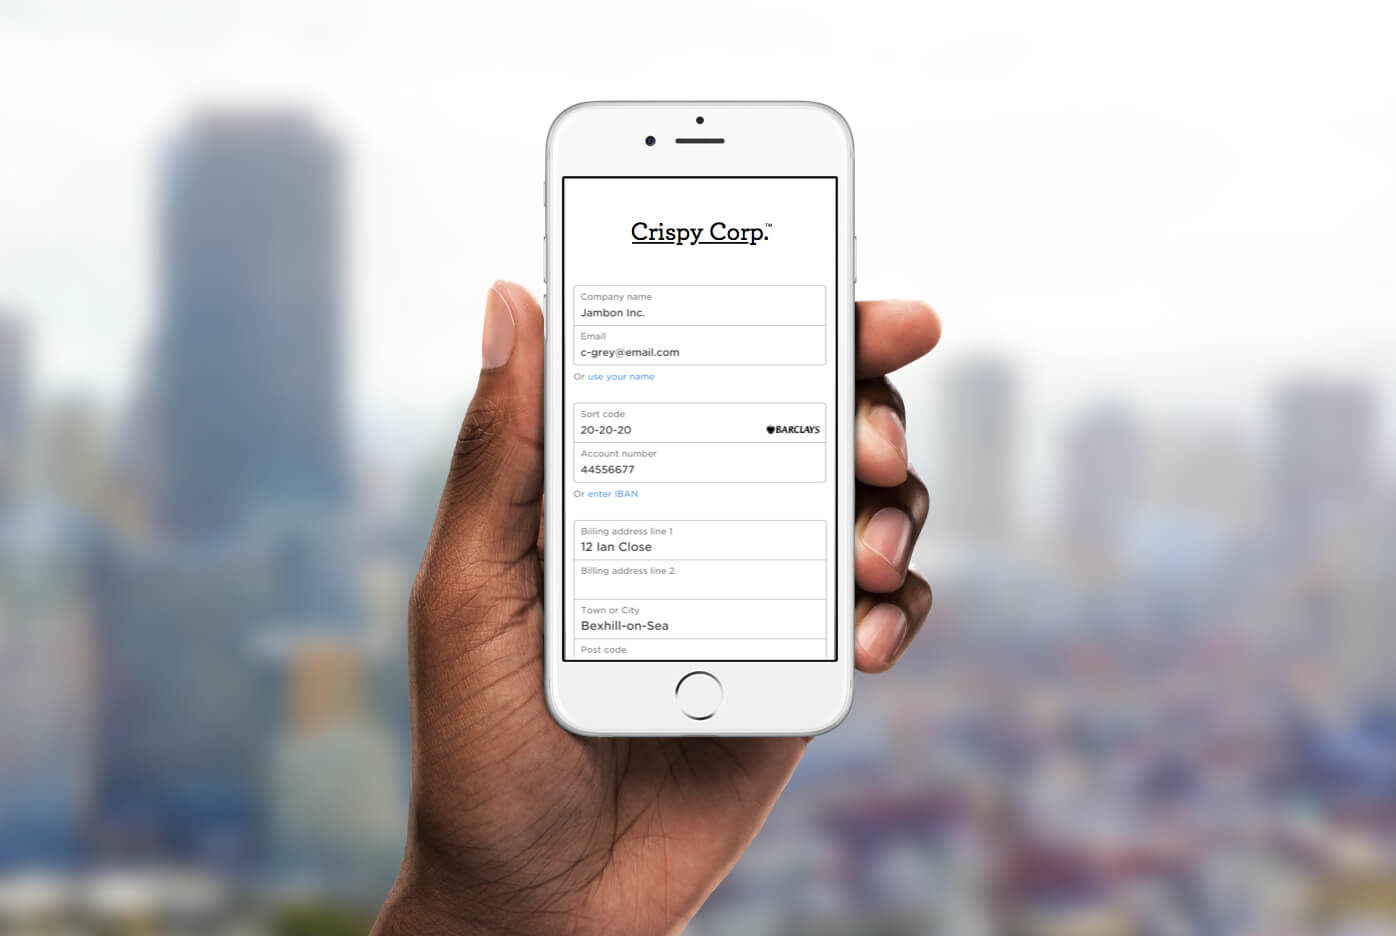 Crispy Corp.™
Company name
Jambon Inc.
Email
c-grey@email.com
Or use your name
Sort code
20-20-20
BARCLAYS
Account number
44556677
Or enter IBAN
Billing address line 1
12 Ian Close
Billing address line 2
Town or City
Bexhill-on-Sea
Post code